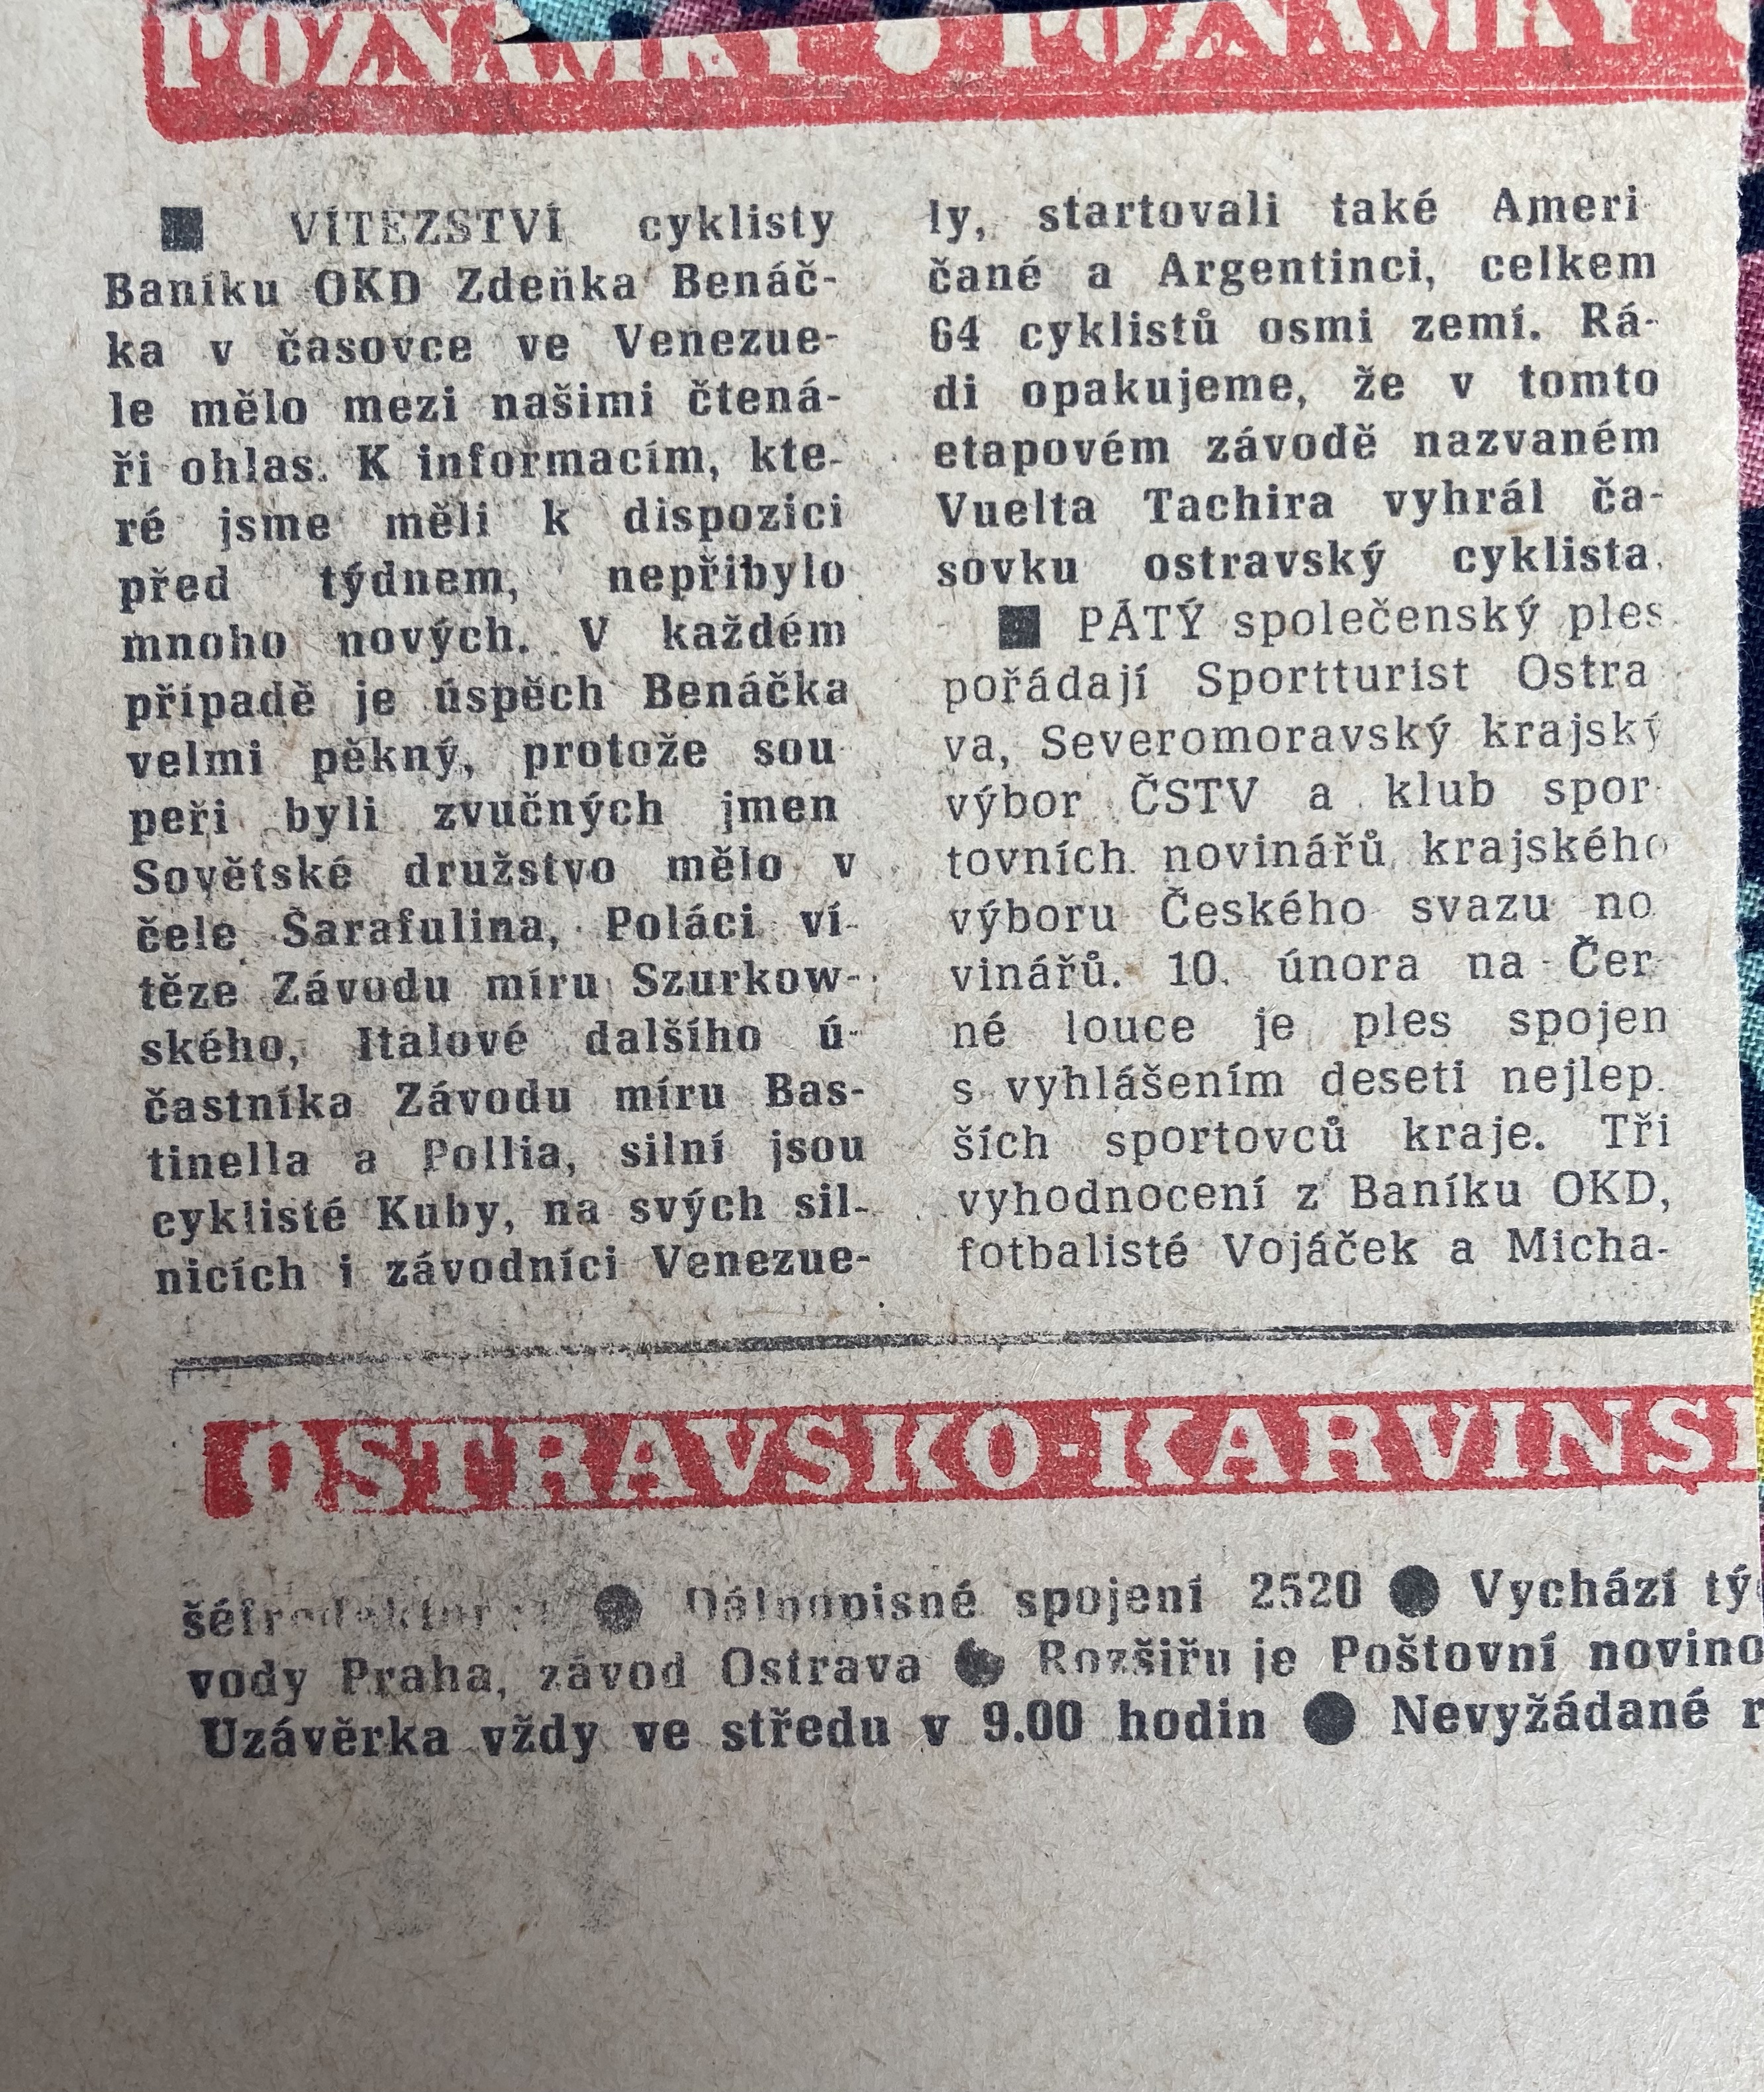 POZNÁMKY ● POZNÁMKY
■ VÍTĚZSTVÍ cyklisty
Baníku OKD Zdeňka Benáč-
ka v časovce ve Venezue-
le mělo mezi našimi čtená-
ři ohlas. K informacím, kte-
ré jsme měli k dispozici
před týdnem, nepřibylo
mnoho nových. V každém
případě je úspěch Benáčka
velmi pěkný, protože sou
peři byli zvučných jmen
Sovětské družstvo mělo v
čele Šarafulina, Poláci ví-
těze Závodu míru Szurkow-
ského, Italové dalšího ú-
častníka Závodu míru Bas-
tinella a Pollia, silní jsou
cyklisté Kuby, na svých sil-
nicích i závodníci Venezue-
ly, startovali také Ameri-
čané a Argentinci, celkem
64 cyklistů osmi zemí. Rá-
di opakujeme, že v tomto
etapovém závodě nazvaném
Vuelta Tachira vyhrál ča-
sovku ostravský cyklista.
■ PÁTÝ společenský ples
pořádají Sportturist Ostra
va, Severomoravský krajský
výbor ČSTV a klub spor-
tovních novinářů krajského
výboru Českého svazu no
vinářů. 10. února na Čer-
né louce je ples spojen
s vyhlášením deseti nejlep.
ších sportovců kraje. Tři
vyhodnocení z Baníku OKD,
fotbalisté Vojáček a Micha-
OSTRAVSKO-KARVINS
● Dálnopisné spojení 2520 ● Vychází tý
vody Praha, závod Ostrava ● Rozšiřuje Poštovní novino
Uzávěrka vždy ve středu v 9.00 hodin ● Nevyžádané r